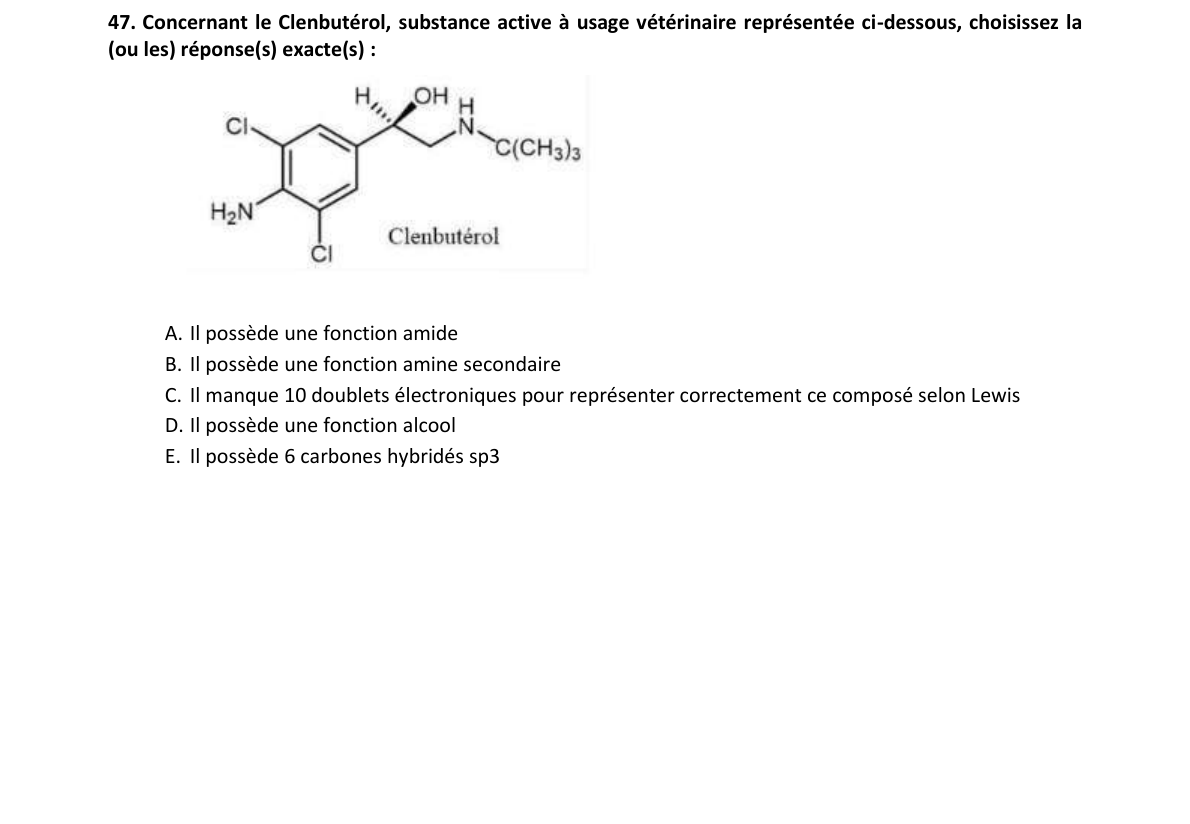 47. Concernant le Clenbutérol, substance active à usage vétérinaire représentée ci-dessous, choisissez la
(ou les) réponse(s) exacte(s) :
H OH H
Cl N
C(CH3)3
H2N
Clenbutérol
Cl
A. Il possède une fonction amide
B. Il possède une fonction amine secondaire
C. Il manque 10 doublets électroniques pour représenter correctement ce composé selon Lewis
D. Il possède une fonction alcool
E. Il possède 6 carbones hybridés sp3